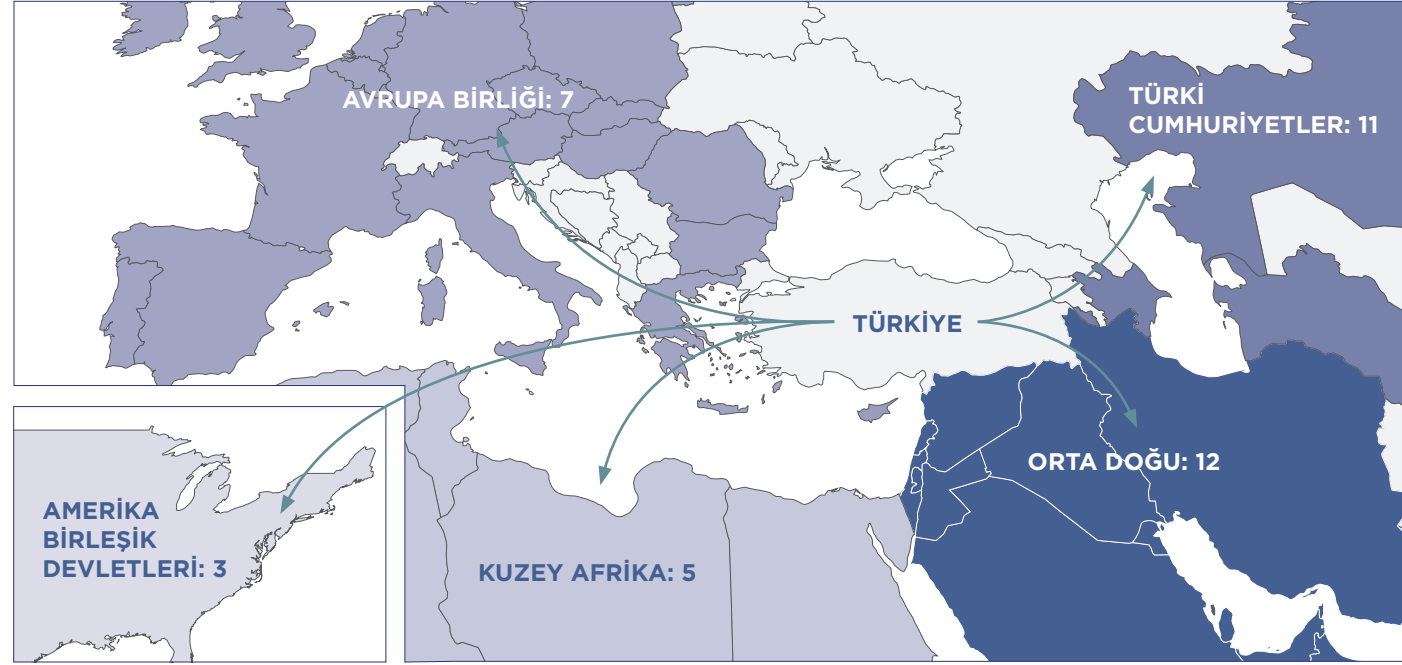 AVRUPA BİRLİĞİ: 7
TÜRKİ
CUMHURİYETLER: 11
TÜRKİYE
ORTA DOĞU: 12
AMERİKA
BİRLEŞİK
DEVLETLERİ: 3
KUZEY AFRİKA: 5